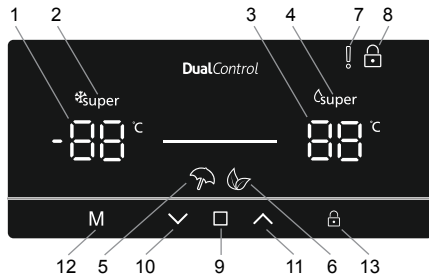 1 2 3 4 7 8
DualControl
super super
-88 °C 88 °C
M
12 5 10 9 11 6 13